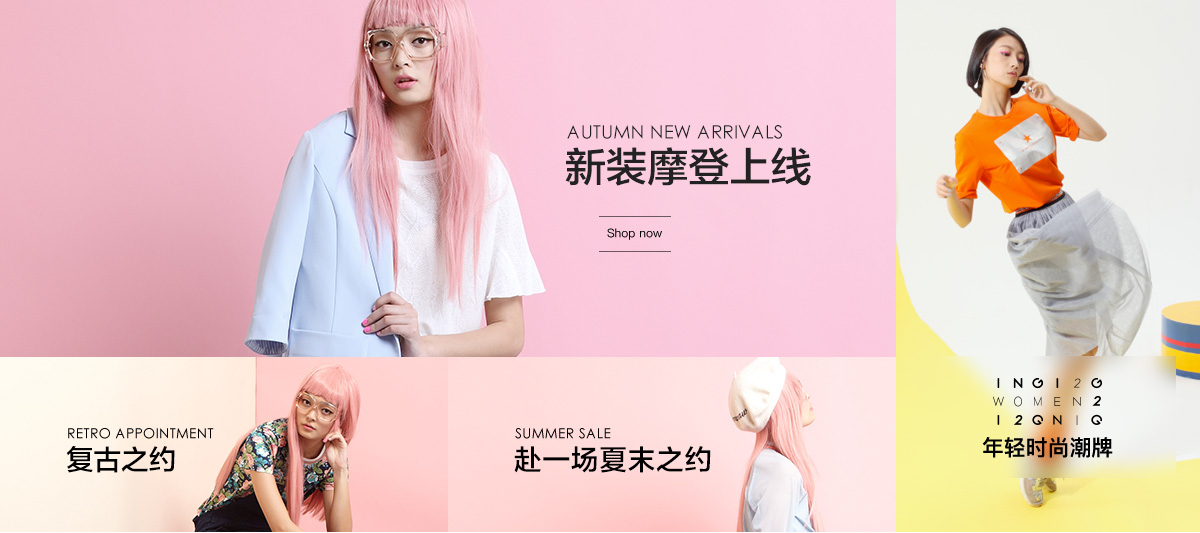 AUTUMN NEW ARRIVALS
新装摩登上线
Shop now
RETRO APPOINTMENT
复古之约
SUMMER SALE
赴一场夏末之约
INGI2G
WOMEN2
I2QNIQ
年轻时尚潮牌